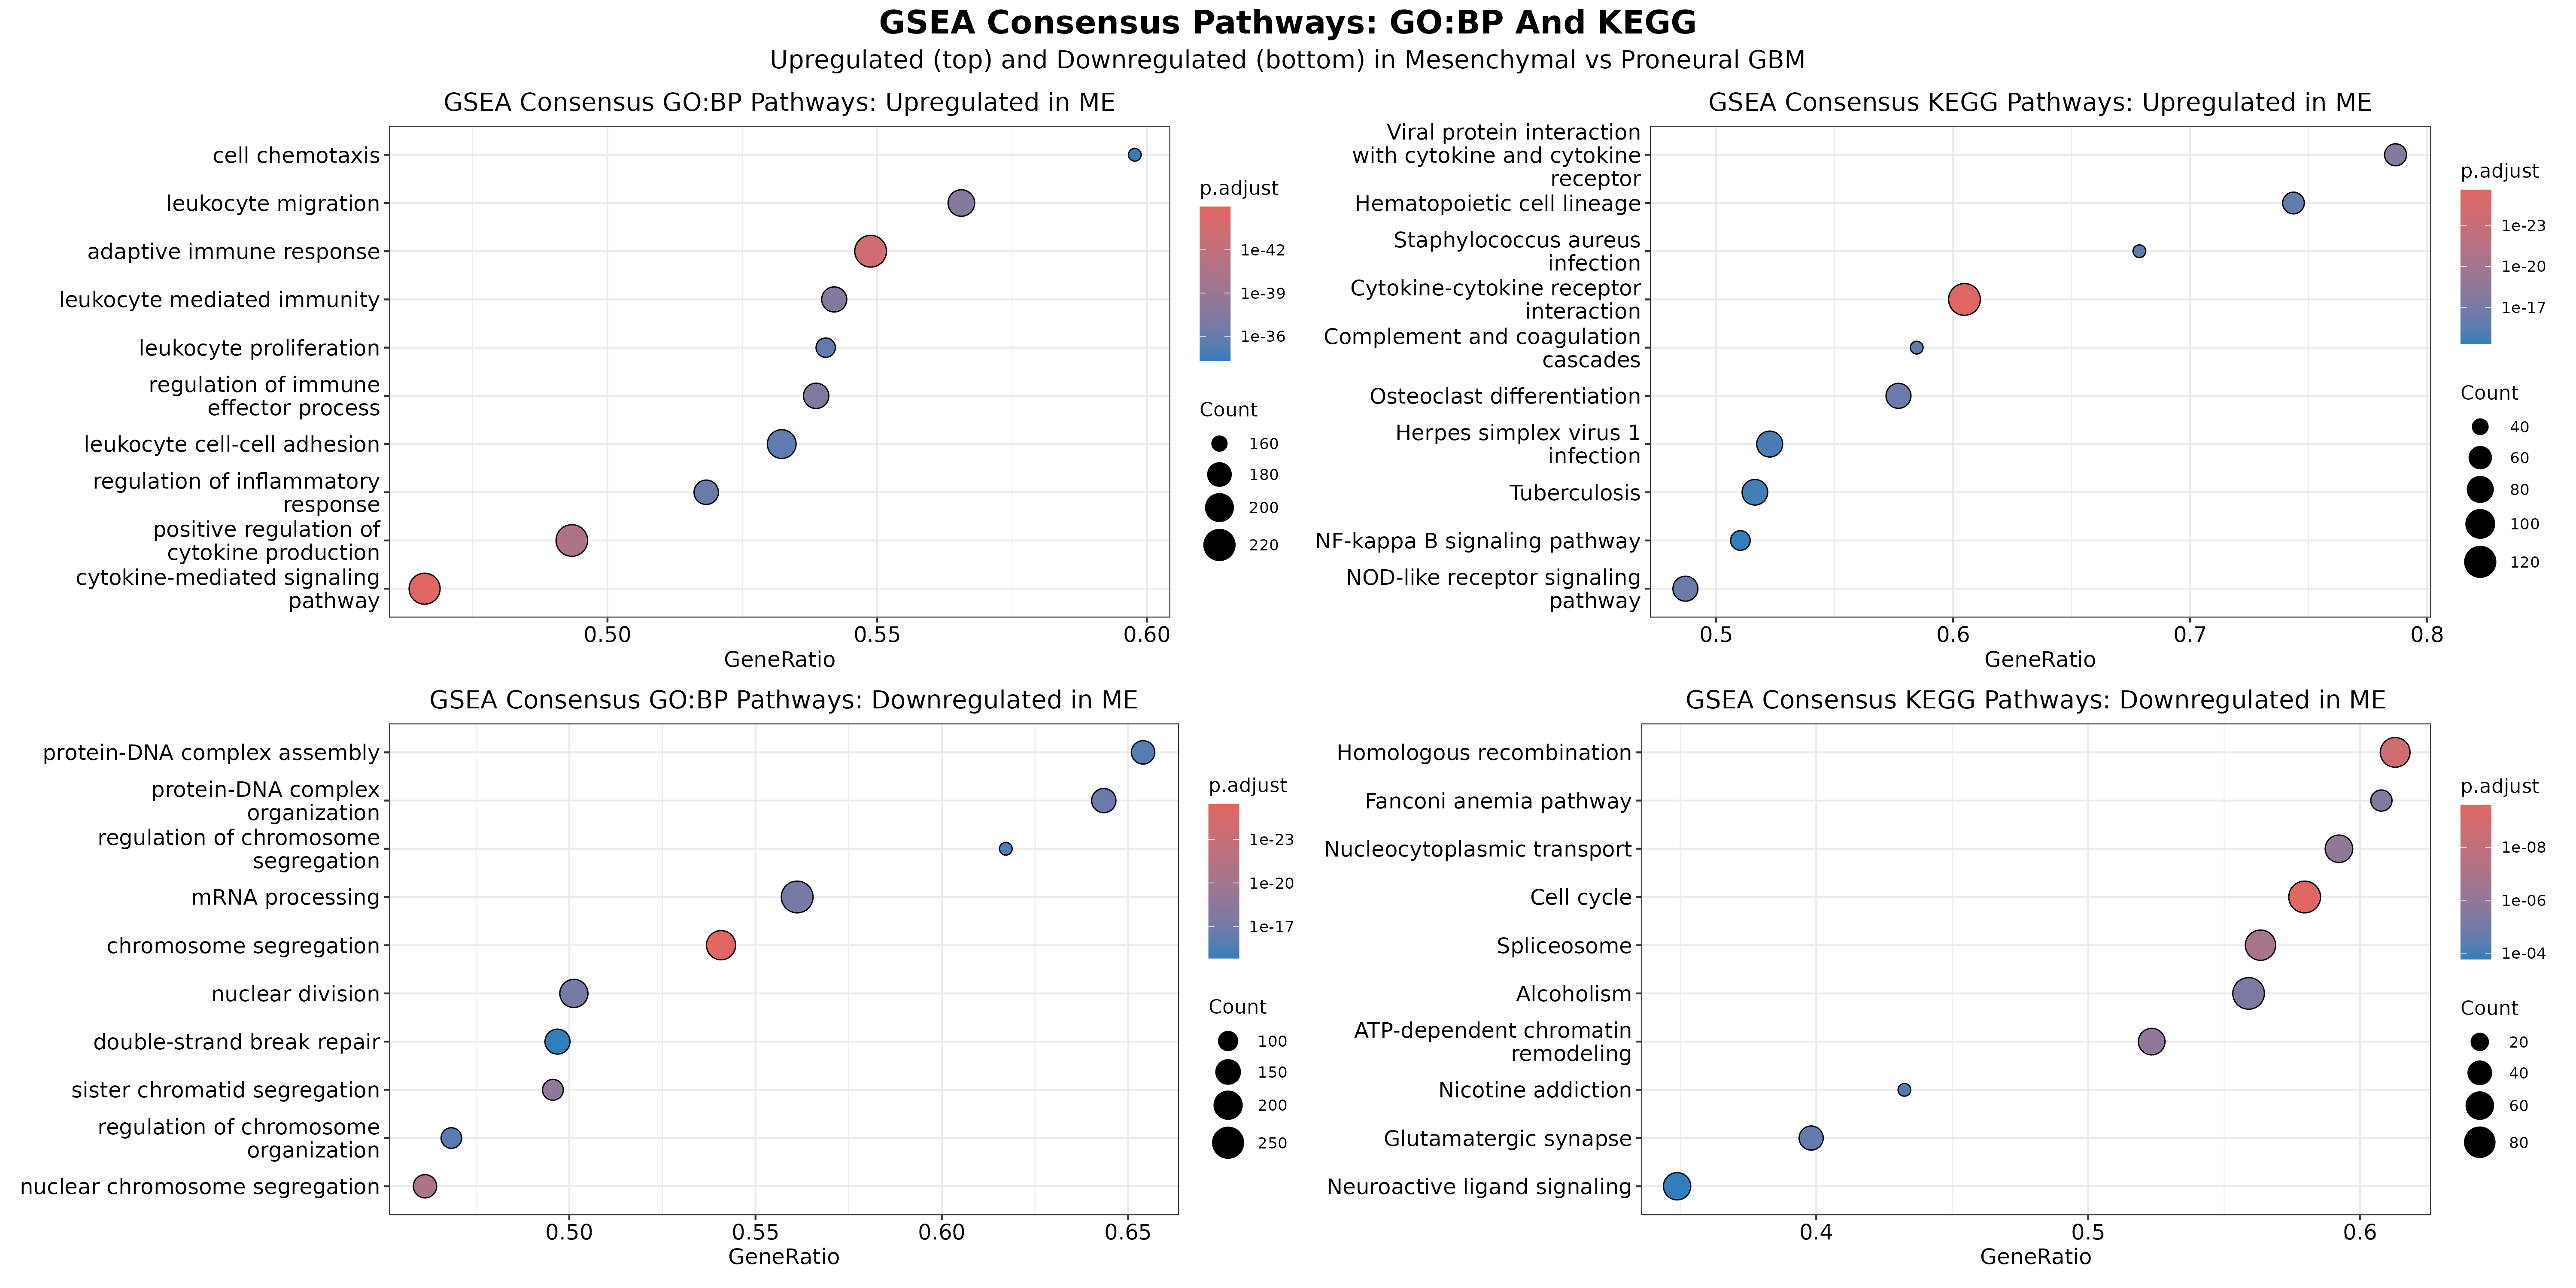 GSEA Consensus Pathways: GO:BP And KEGG
Upregulated (top) and Downregulated (bottom) in Mesenchymal vs Proneural GBM
GSEA Consensus GO:BP Pathways: Upregulated in ME
cell chemotaxis
leukocyte migration
adaptive immune response
leukocyte mediated immunity
leukocyte proliferation
regulation of immune
effector process
leukocyte cell-cell adhesion
regulation of inflammatory
response
positive regulation of
cytokine production
cytokine-mediated signaling
pathway
0.50
0.55
0.60
GeneRatio
p.adjust
1e-42
1e-39
1e-36
Count
160
180
200
220
GSEA Consensus KEGG Pathways: Upregulated in ME
Viral protein interaction
with cytokine and cytokine
receptor
Hematopoietic cell lineage
Staphylococcus aureus
infection
Cytokine-cytokine receptor
interaction
Complement and coagulation
cascades
Osteoclast differentiation
Herpes simplex virus 1
infection
Tuberculosis
NF-kappa B signaling pathway
NOD-like receptor signaling
pathway
0.5
0.6
0.7
0.8
GeneRatio
p.adjust
1e-23
1e-20
1e-17
Count
40
60
80
100
120
GSEA Consensus GO:BP Pathways: Downregulated in ME
protein-DNA complex assembly
protein-DNA complex
organization
regulation of chromosome
segregation
mRNA processing
chromosome segregation
nuclear division
double-strand break repair
sister chromatid segregation
regulation of chromosome
organization
nuclear chromosome segregation
0.50
0.55
0.60
0.65
GeneRatio
p.adjust
1e-23
1e-20
1e-17
Count
100
150
200
250
GSEA Consensus KEGG Pathways: Downregulated in ME
Homologous recombination
Fanconi anemia pathway
Nucleocytoplasmic transport
Cell cycle
Spliceosome
Alcoholism
ATP-dependent chromatin
remodeling
Nicotine addiction
Glutamatergic synapse
Neuroactive ligand signaling
0.4
0.5
0.6
GeneRatio
p.adjust
1e-08
1e-06
1e-04
Count
20
40
60
80